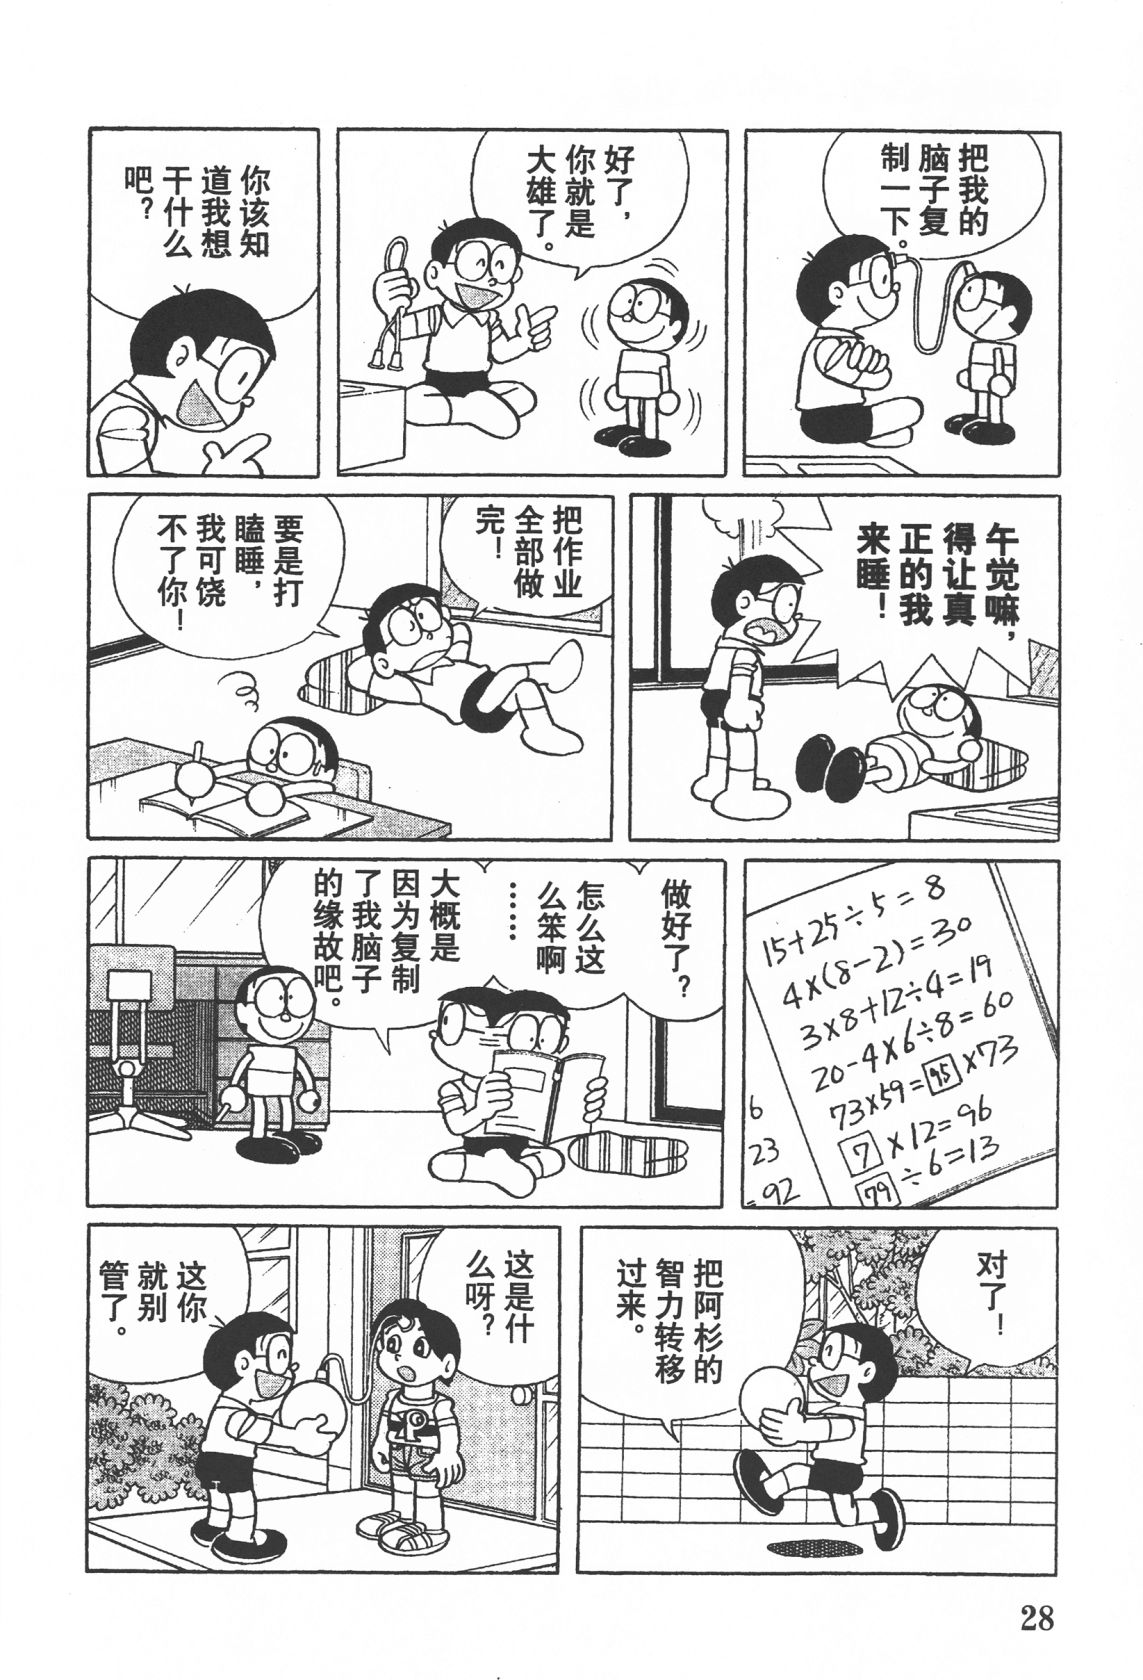 把我的
脑子复
制一下。
好了，
你就是
大雄了。
你该知
道我想
干什么
吧？
午觉嘛，
得让真
正的我
来睡！
把作业
全部做
完！
要是打
瞌睡，
我可饶
不了你！
15+25÷5=8
4×(8-2)=30
3×8+12÷4=19
20-4×6÷8=60
73×59=95×73
7×12=96
79÷6=13
6
23
=92
做好了？
怎么这
么笨啊
……
大概是
因为复制
了我脑子
的缘故吧。
对了！
把阿杉的
智力转移
过来。
这是什
么呀？
这你
就别
管了。
28